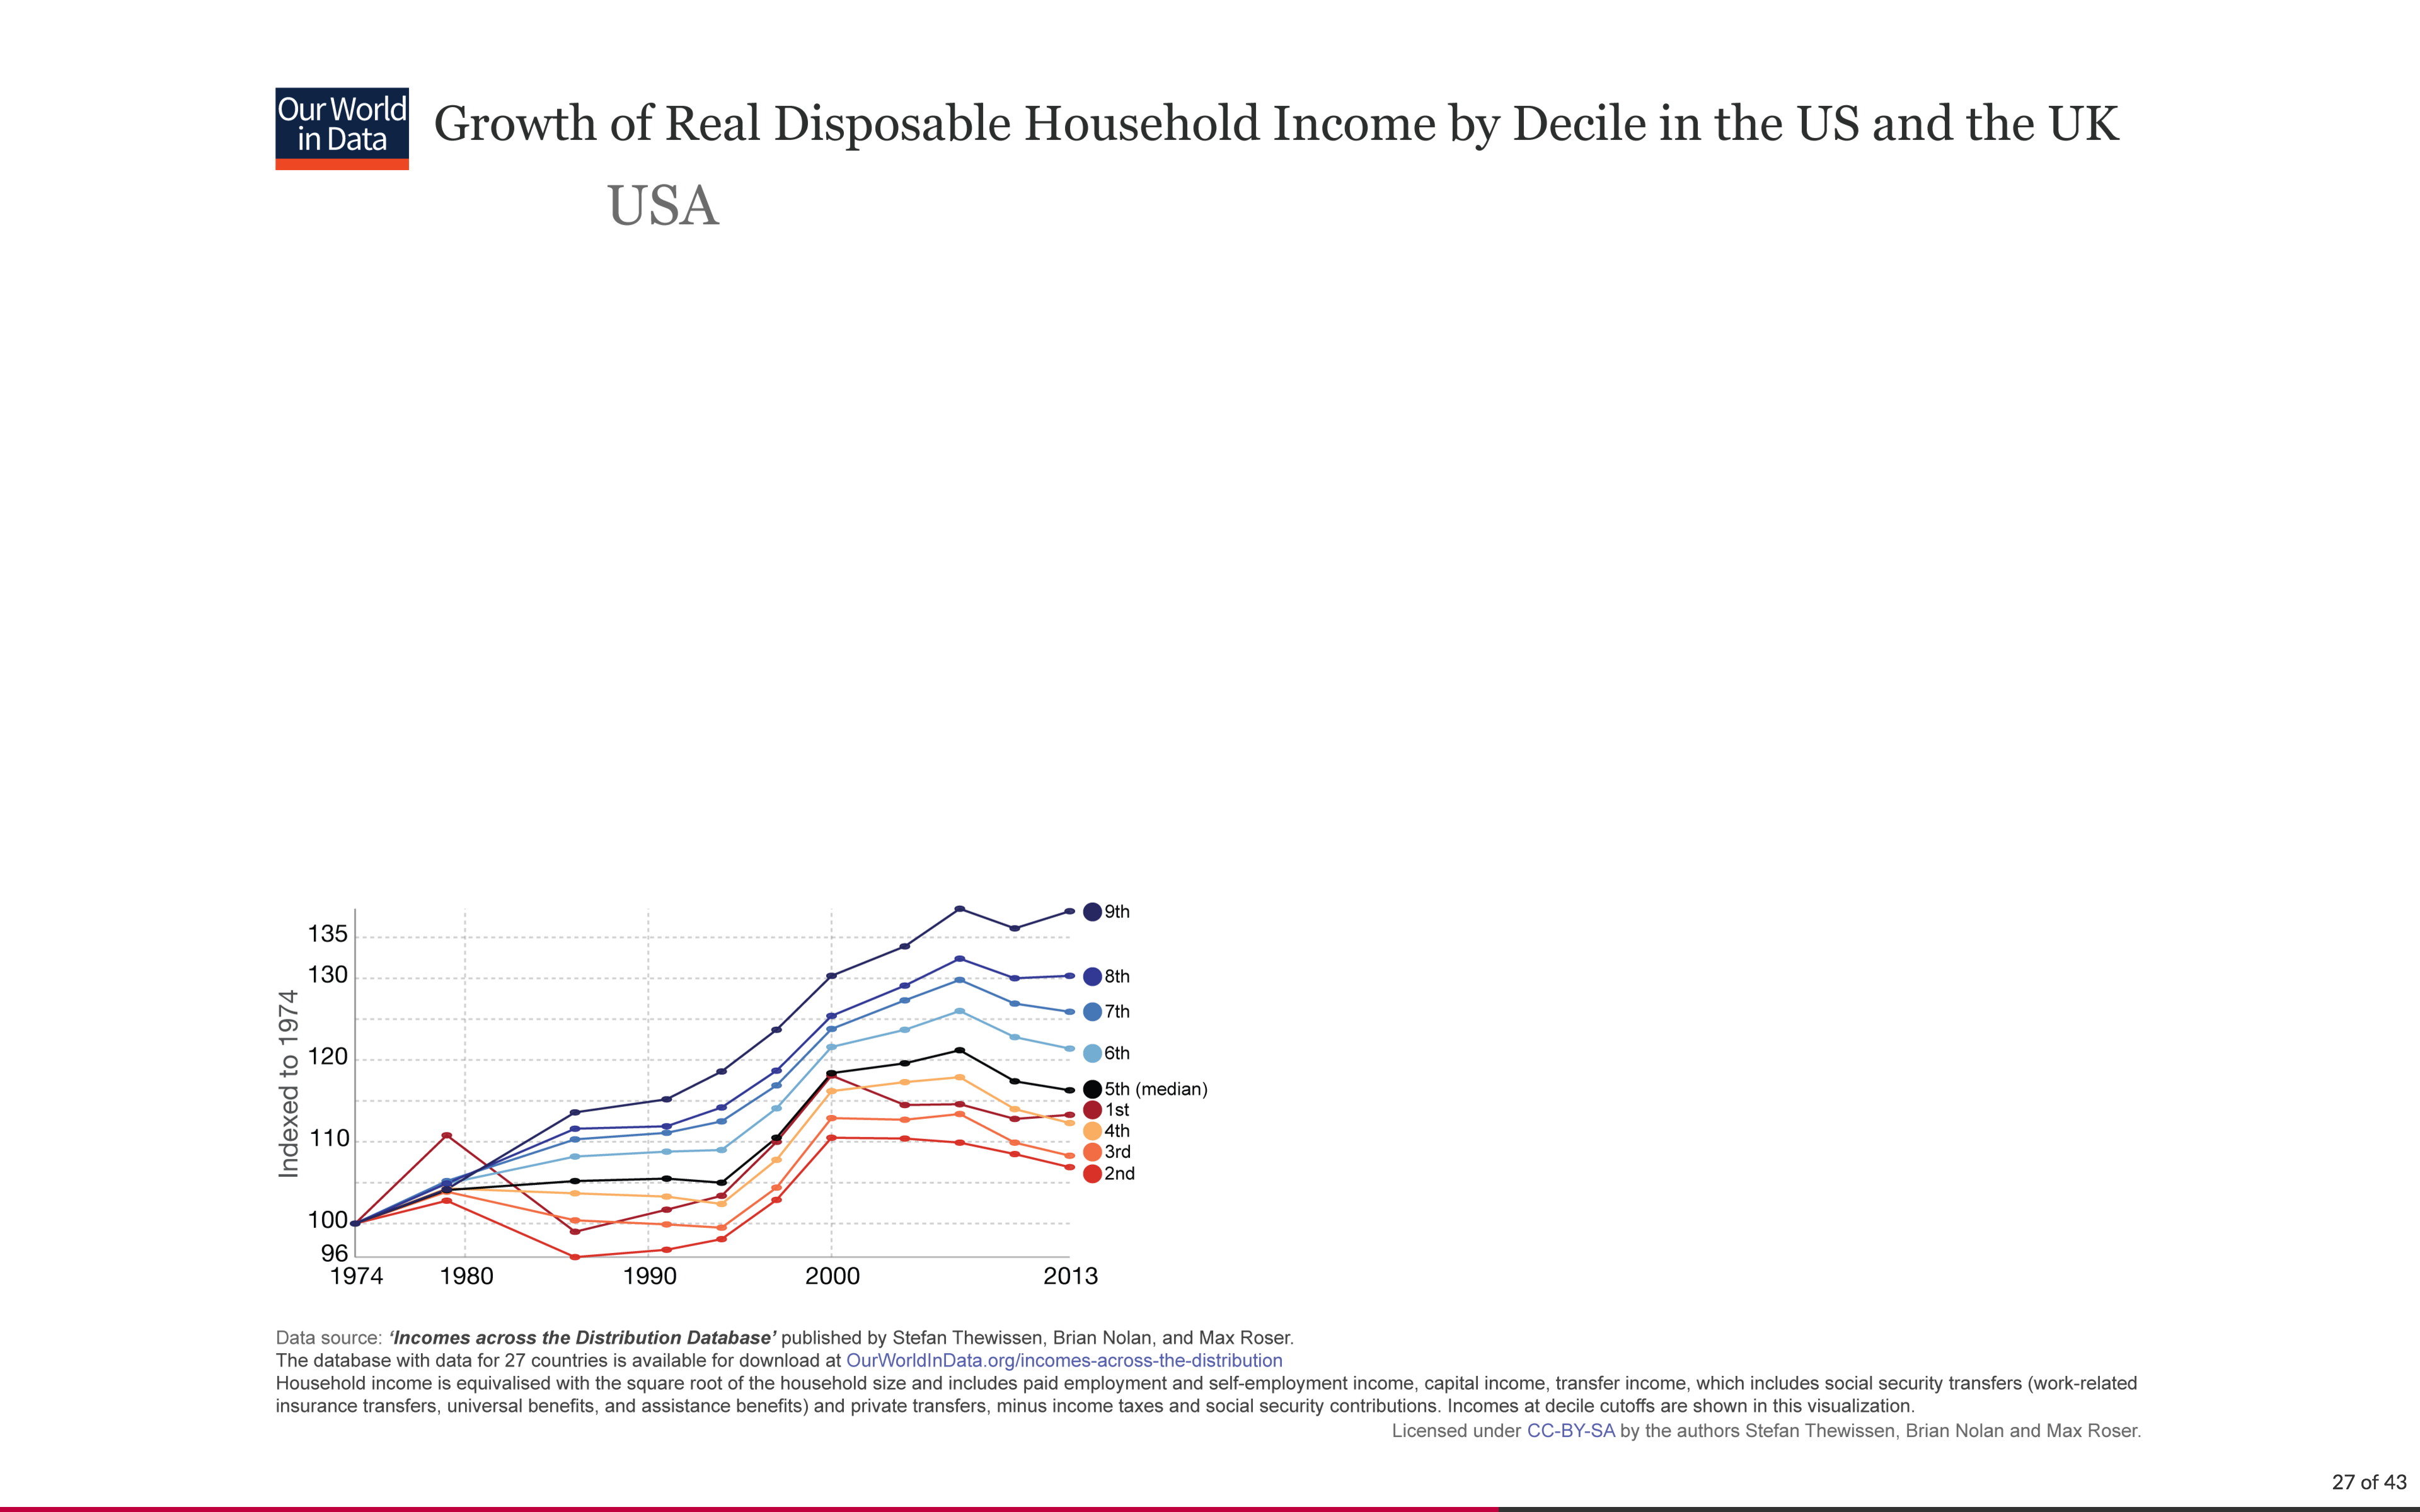 Our World
in Data
Growth of Real Disposable Household Income by Decile in the US and the UK
USA
Indexed to 1974
135
130
120
110
100
96
1974
1980
1990
2000
2013
9th
8th
7th
6th
5th (median)
1st
4th
3rd
2nd
Data source: ‘Incomes across the Distribution Database’ published by Stefan Thewissen, Brian Nolan, and Max Roser.
The database with data for 27 countries is available for download at OurWorldInData.org/incomes-across-the-distribution
Household income is equivalised with the square root of the household size and includes paid employment and self-employment income, capital income, transfer income, which includes social security transfers (work-related
insurance transfers, universal benefits, and assistance benefits) and private transfers, minus income taxes and social security contributions. Incomes at decile cutoffs are shown in this visualization.
Licensed under CC-BY-SA by the authors Stefan Thewissen, Brian Nolan and Max Roser.
27 of 43